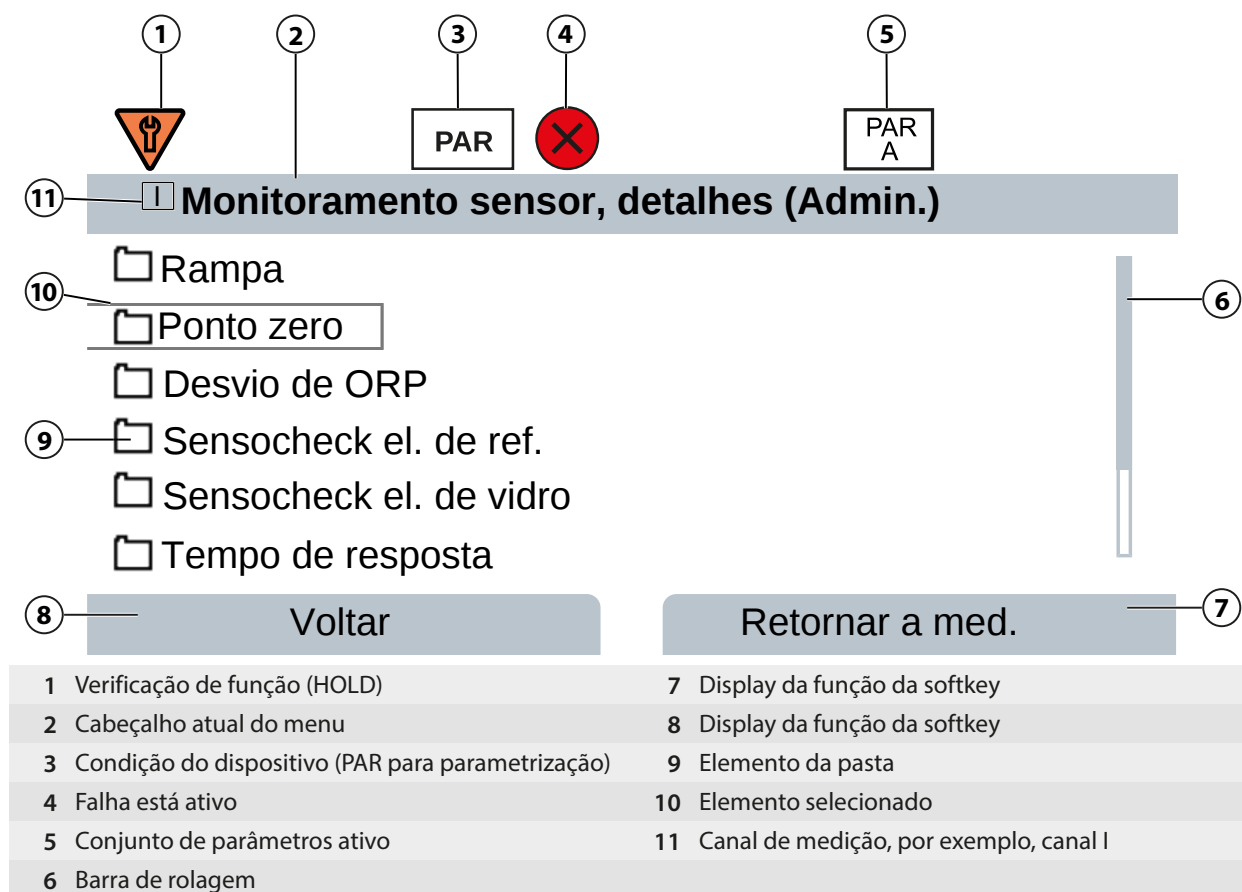 1 2 3 4 5
PAR PAR
A
11 I Monitoramento sensor, detalhes (Admin.)
Rampa
10 6
Ponto zero
Desvio de ORP
9 Sensocheck el. de ref.
Sensocheck el. de vidro
Tempo de resposta
8 Voltar Retornar a med. 7
1 Verificação de função (HOLD) 7 Display da função da softkey
2 Cabeçalho atual do menu 8 Display da função da softkey
3 Condição do dispositivo (PAR para parametrização) 9 Elemento da pasta
4 Falha está ativo 10 Elemento selecionado
5 Conjunto de parâmetros ativo 11 Canal de medição, por exemplo, canal I
6 Barra de rolagem